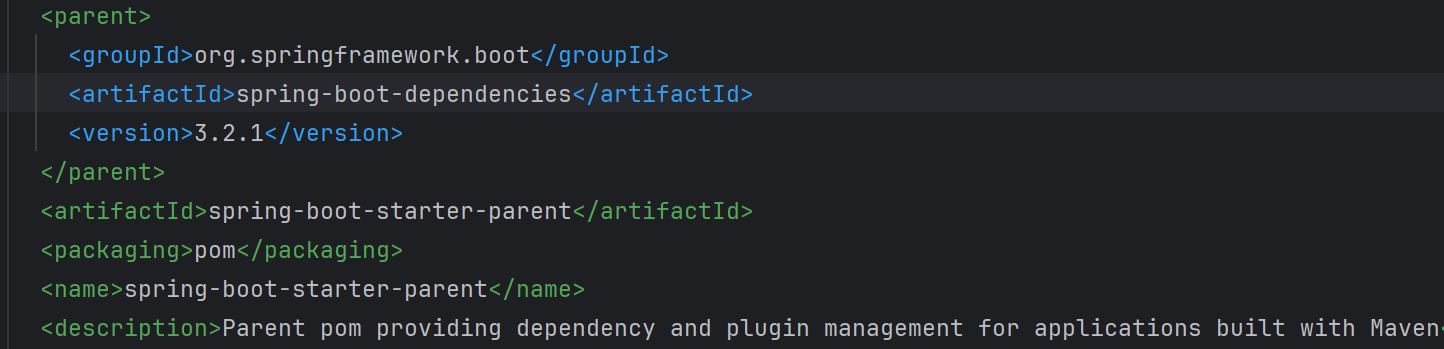 <parent>
<groupId>org.springframework.boot</groupId>
<artifactId>spring-boot-dependencies</artifactId>
<version>3.2.1</version>
</parent>
<artifactId>spring-boot-starter-parent</artifactId>
<packaging>pom</packaging>
<name>spring-boot-starter-parent</name>
<description>Parent pom providing dependency and plugin management for applications built with Maven<